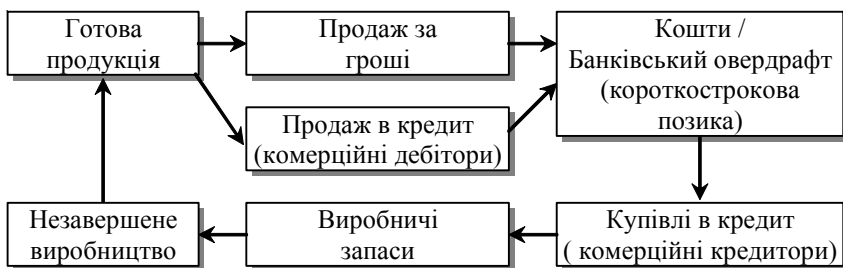 Готова
продукція
Продаж за
гроші
Кошти /
Банківський овердрафт
(короткострокова
позика)
Продаж в кредит
(комерційні дебітори)
Незавершене
виробництво
Виробничі
запаси
Купівлі в кредит
( комерційні кредитори)